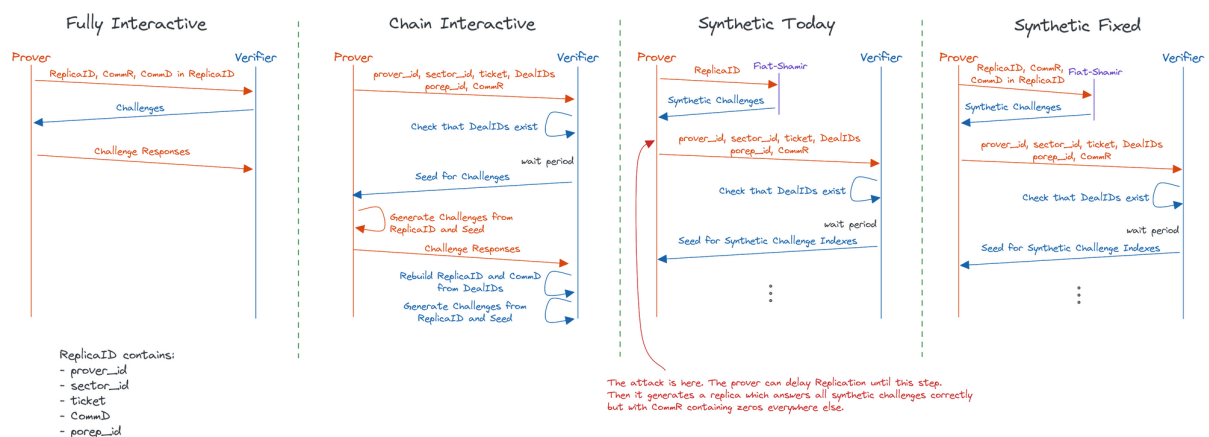 Fully Interactive
Prover
Verifier
ReplicaID, CommR, CommD in ReplicaID
Challenges
Challenge Responses
ReplicaID contains:
- prover_id
- sector_id
- ticket
- CommD
- porep_id
Chain Interactive
Prover
Verifier
prover_id, sector_id, ticket, DealIDs
porep_id, CommR
Check that DealIDs exist
wait period
Seed for Challenges
Generate Challenges from
ReplicaID and Seed
Challenge Responses
Rebuild ReplicaID and CommD
from DealIDs
Generate Challenges from
ReplicaID and Seed
Synthetic Today
Prover
Fiat-Shamir
Verifier
ReplicaID
Synthetic Challenges
prover_id, sector_id, ticket, DealIDs
porep_id, CommR
Check that DealIDs exist
wait period
Seed for Synthetic Challenge Indexes
The attack is here. The prover can delay Replication until this step.
Then it generates a replica which answers all synthetic challenges correctly
but with CommR containing zeros everywhere else.
Synthetic Fixed
Prover
Fiat-Shamir
Verifier
ReplicaID, CommR,
CommD in ReplicaID
Synthetic Challenges
prover_id, sector_id, ticket, DealIDs
porep_id, CommR
Check that DealIDs exist
wait period
Seed for Synthetic Challenge Indexes